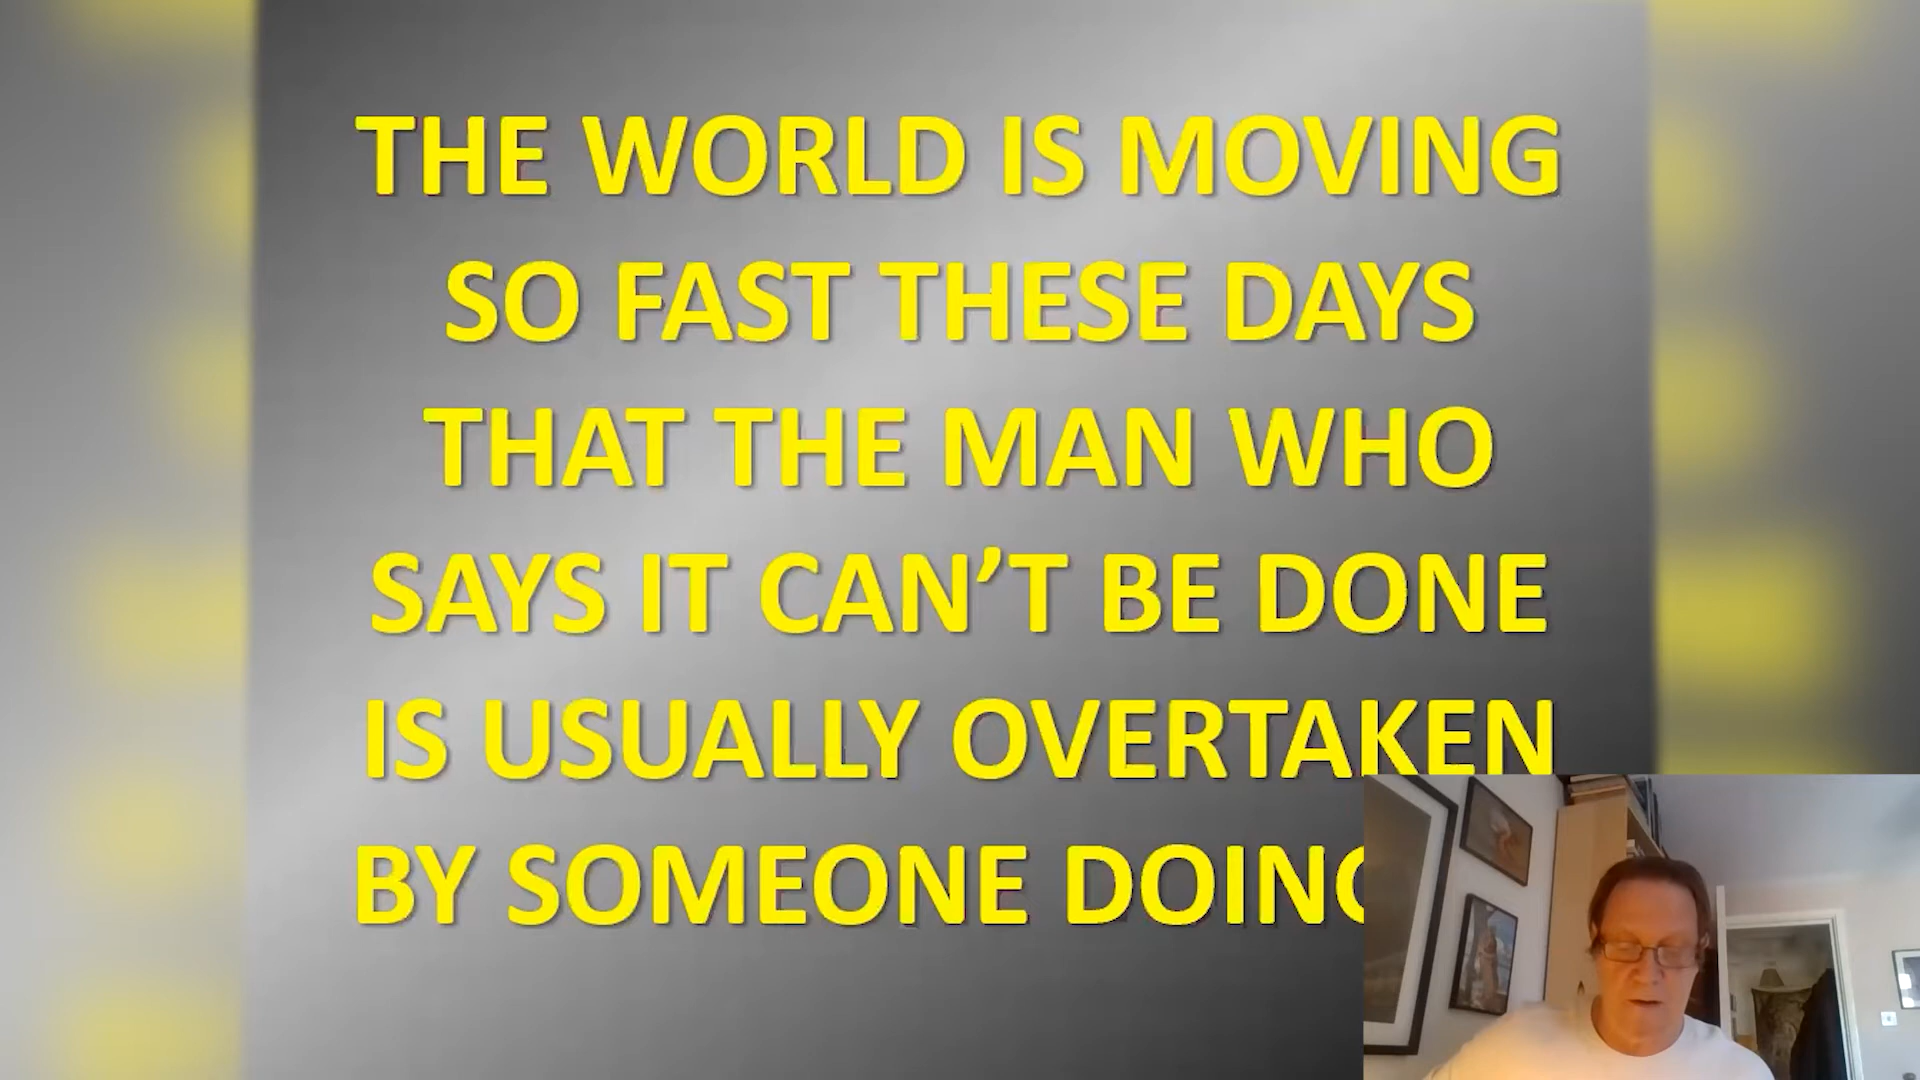 THE WORLD IS MOVING
SO FAST THESE DAYS
THAT THE MAN WHO
SAYS IT CAN’T BE DONE
IS USUALLY OVERTAKEN
BY SOMEONE DOING